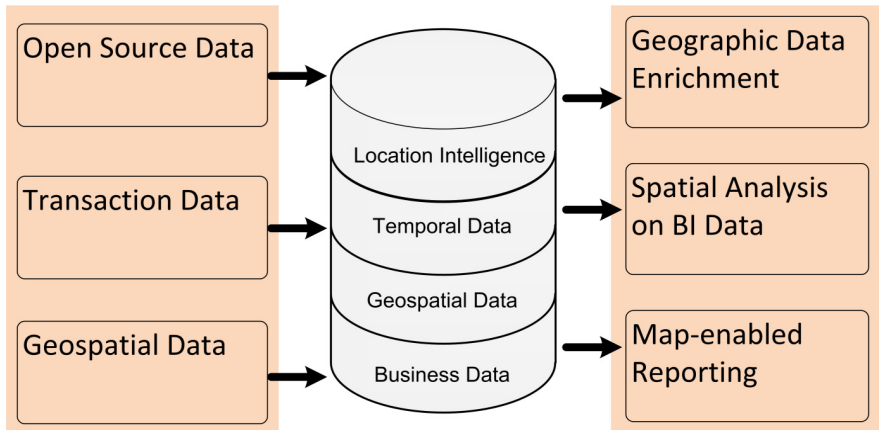 Open Source Data
Transaction Data
Geospatial Data
Location Intelligence
Temporal Data
Geospatial Data
Business Data
Geographic Data
Enrichment
Spatial Analysis
on BI Data
Map-enabled
Reporting